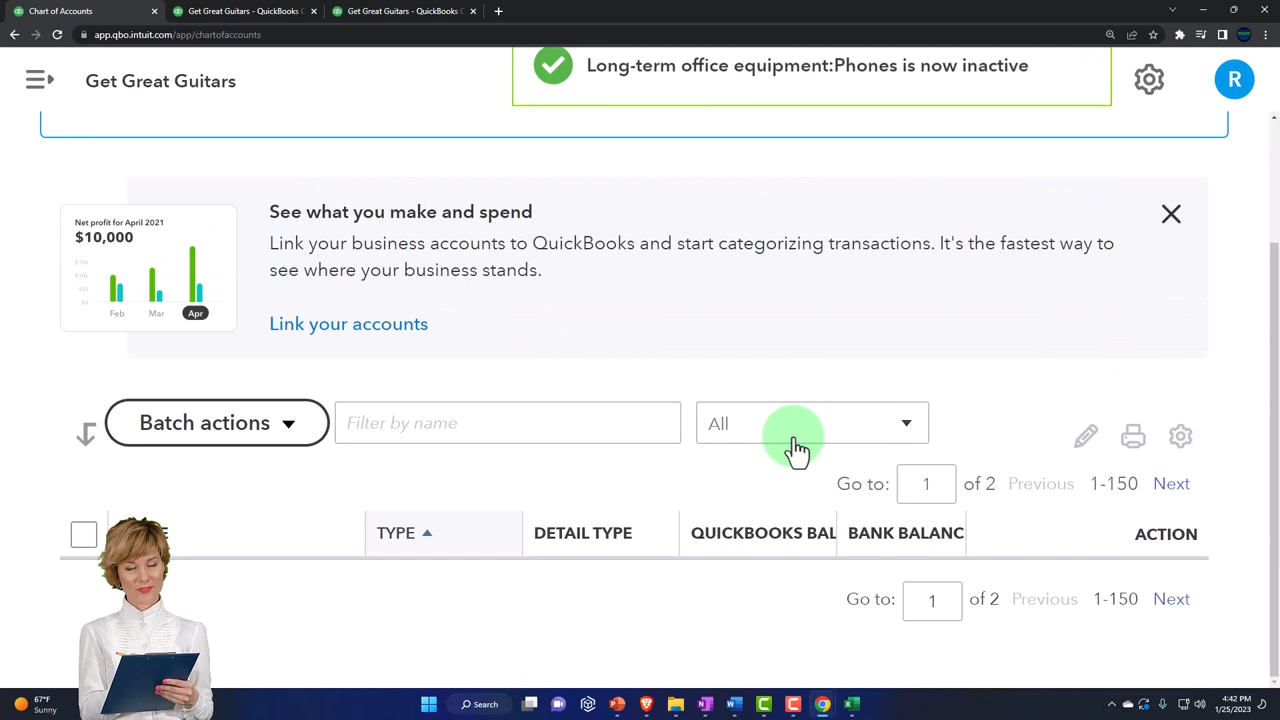 Chart of Accounts
Get Great Guitars - QuickBooks C
Get Great Guitars - QuickBooks C
app.qbo.intuit.com/app/chartofaccounts
Get Great Guitars
Long-term office equipment:Phones is now inactive
R
Net profit for April 2021
$10,000
$15k
$10k
$5k
$0
Feb
Mar
Apr
See what you make and spend
Link your business accounts to QuickBooks and start categorizing transactions. It's the fastest way to
see where your business stands.
Link your accounts
Batch actions
Filter by name
All
Go to: 1 of 2 Previous 1-150 Next
TYPE
DETAIL TYPE
QUICKBOOKS BAL
BANK BALANC
ACTION
Go to: 1 of 2 Previous 1-150 Next
67°F
Sunny
Search
4:42 PM
1/25/2023